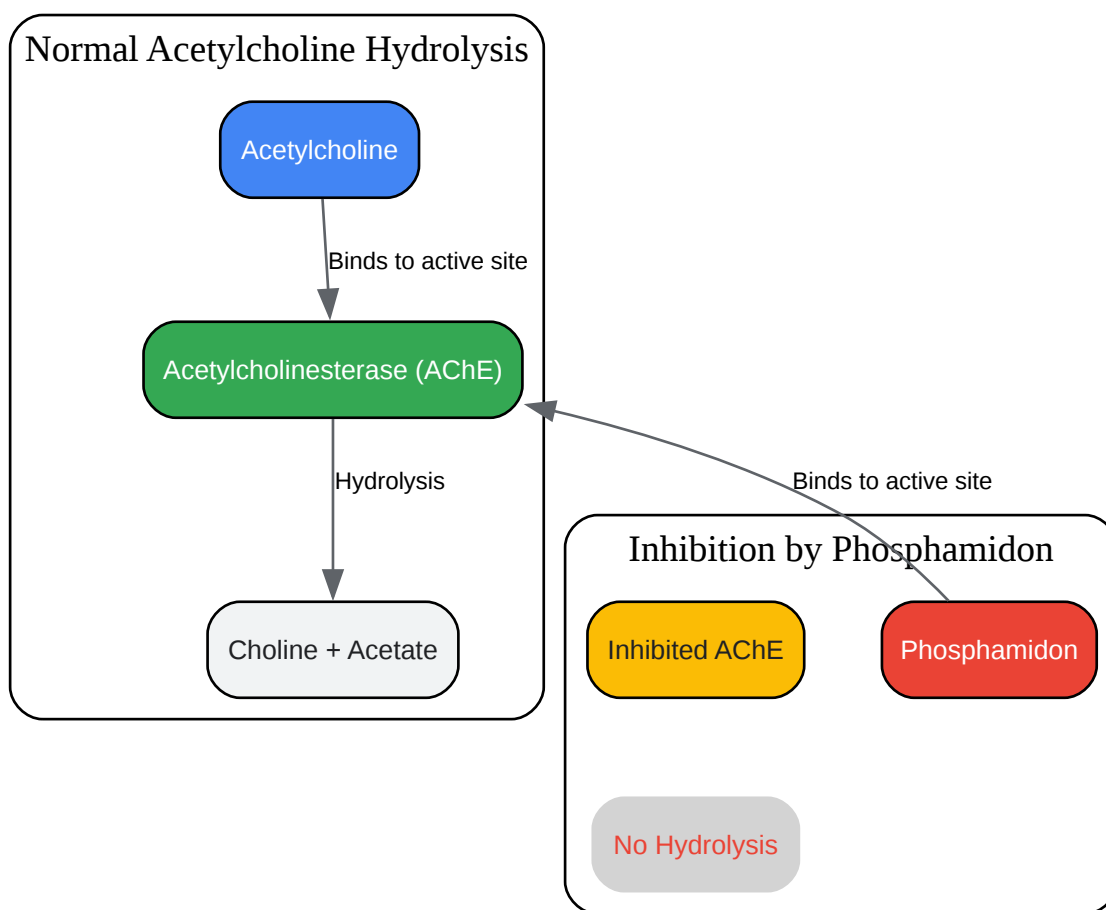 Normal Acetylcholine Hydrolysis
Acetylcholine
Binds to active site
Acetylcholinesterase (AChE)
Hydrolysis
Choline + Acetate
Binds to active site
Inhibition by Phosphamidon
Inhibited AChE
Phosphamidon
No Hydrolysis